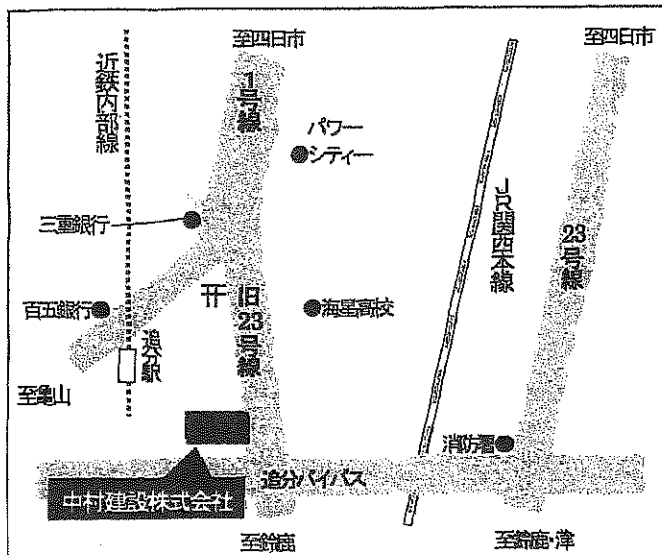 至四日市
至四日市
近鉄内部線
1号線
パワー
シティー
三重銀行
JR関西本線
23号線
百五銀行
旧23号線
海星高校
追分駅
至亀山
消防署
追分バイパス
中村建設株式会社
至鈴鹿
至鈴鹿・津